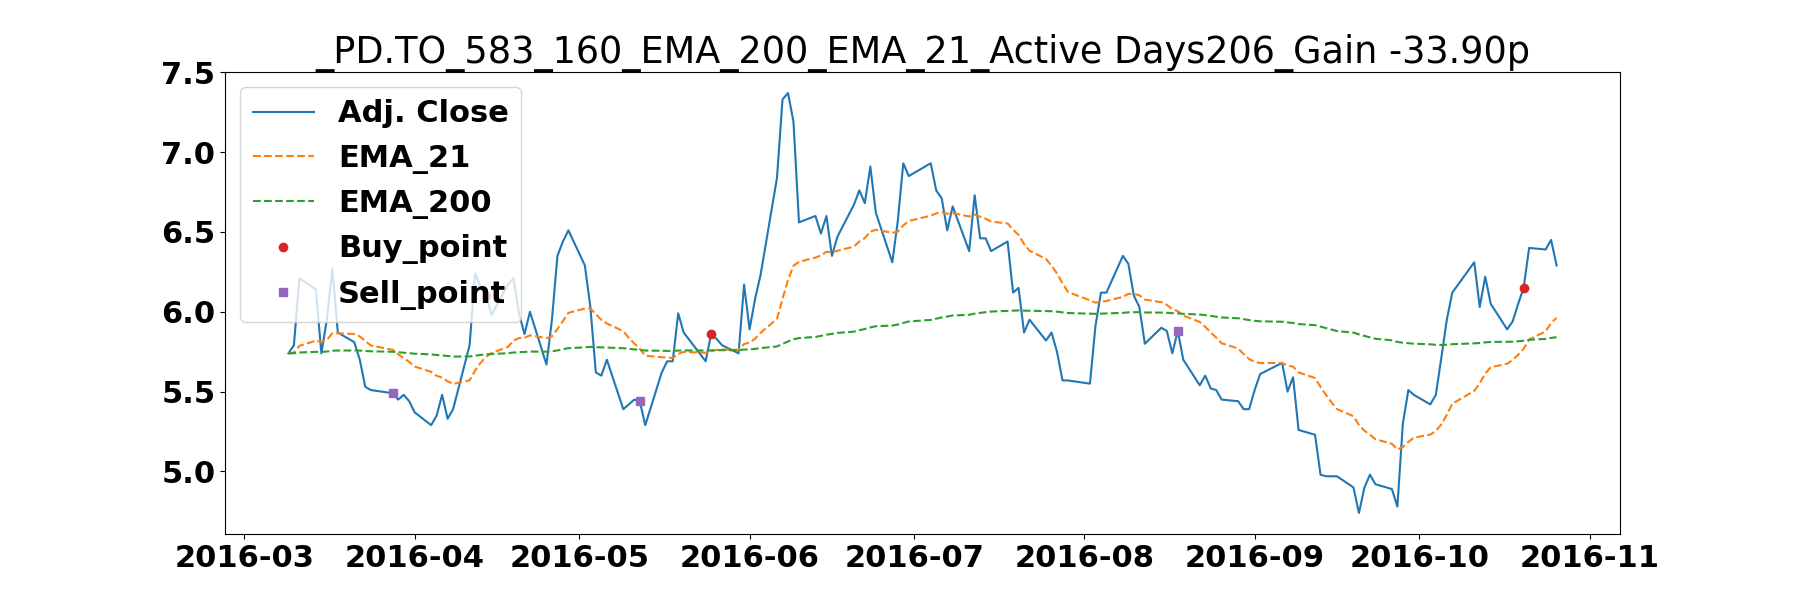 _PD.TO_583_160_EMA_200_EMA_21_Active Days206_Gain -33.90p
7.5
7.0
6.5
6.0
5.5
5.0
Adj. Close
EMA_21
EMA_200
Buy_point
Sell_point
2016-03 2016-04 2016-05 2016-06 2016-07 2016-08 2016-09 2016-10 2016-11